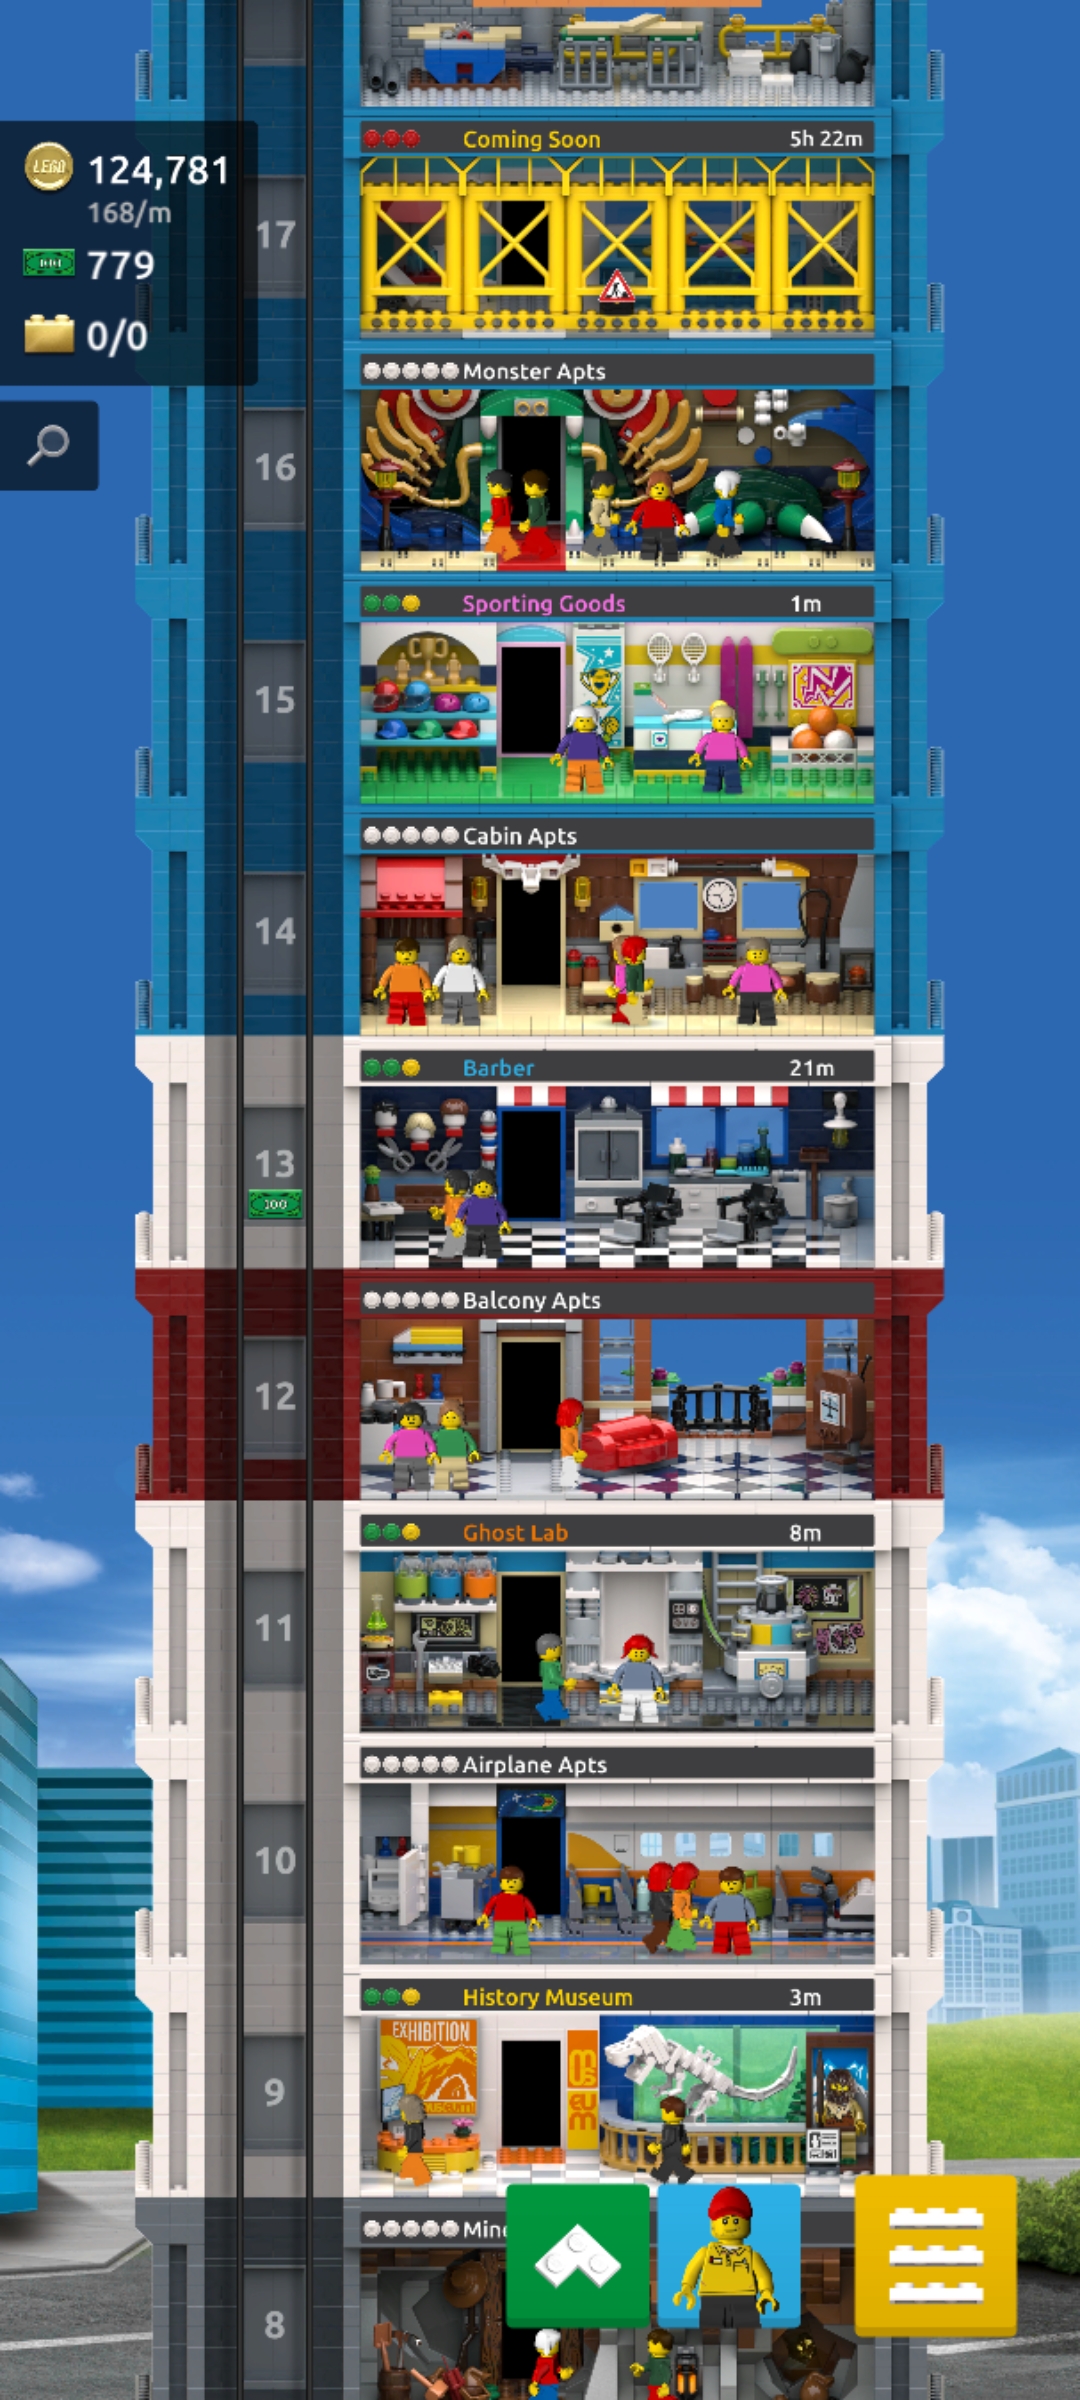 Coming Soon 5h 22m
LEGO 124,781
168/m
17
779
0/0
Monster Apts
16
Sporting Goods 1m
15
Cabin Apts
14
Barber 21m
13
100
Balcony Apts
12
Ghost Lab 8m
11
Airplane Apts
10
History Museum 3m
EXHIBITION
museum
9
8